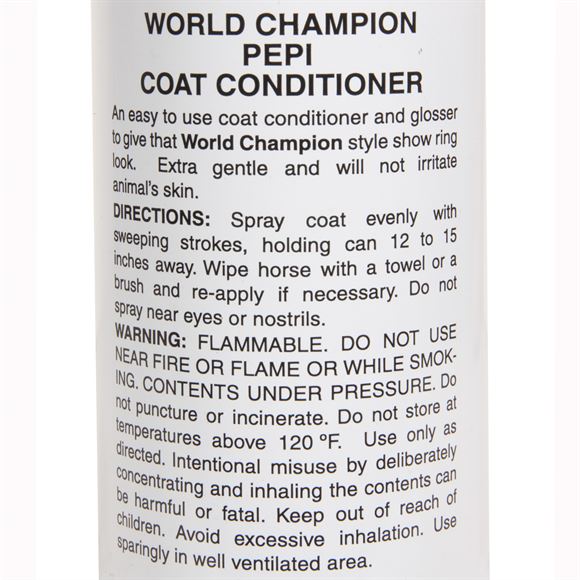 WORLD CHAMPION
PEPI
COAT CONDITIONER
An easy to use coat conditioner and glosser
to give that World Champion style show ring
look. Extra gentle and will not irritate
animal's skin.
DIRECTIONS: Spray coat evenly with
sweeping strokes, holding can 12 to 15
inches away. Wipe horse with a towel or a
brush and re-apply if necessary. Do not
spray near eyes or nostrils.
WARNING: FLAMMABLE. DO NOT USE
NEAR FIRE OR FLAME OR WHILE SMOK-
ING. CONTENTS UNDER PRESSURE. Do
not puncture or incinerate. Do not store at
temperatures above 120 ºF. Use only as
directed. Intentional misuse by deliberately
concentrating and inhaling the contents can
be harmful or fatal. Keep out of reach of
children. Avoid excessive inhalation. Use
sparingly in well ventilated area.